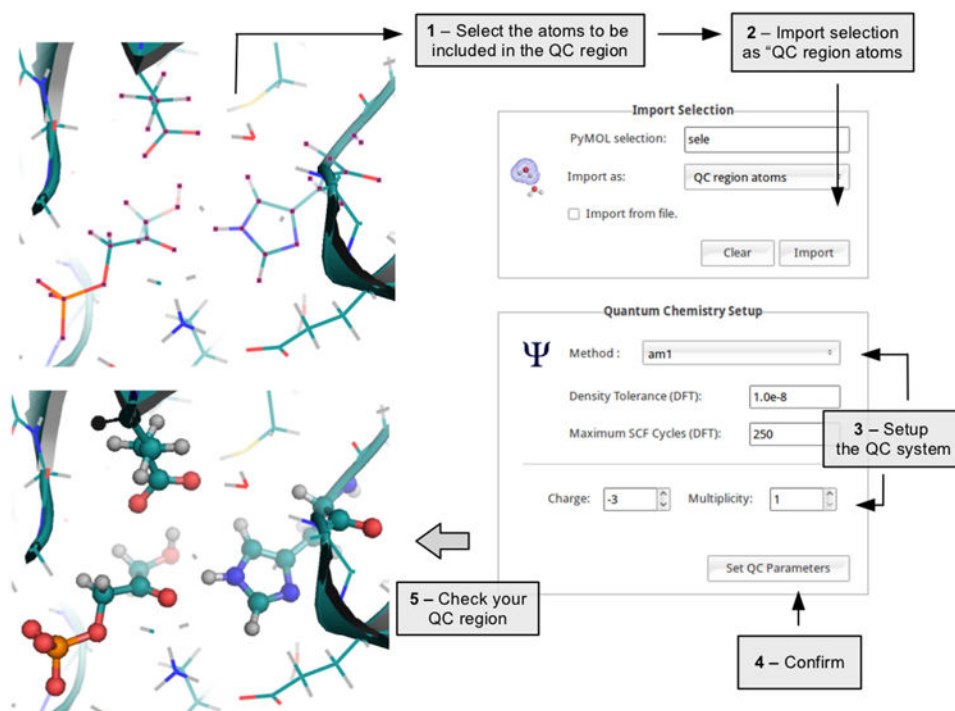 1 – Select the atoms to be
included in the QC region
2 – Import selection
as “QC region atoms
Import Selection
PyMOL selection:
sele
Import as:
QC region atoms
Import from file.
Clear
Import
Quantum Chemistry Setup
Ψ
Method :
am1
Density Tolerance (DFT):
1.0e-8
Maximum SCF Cycles (DFT):
250
3 – Setup
the QC system
Charge:
-3
Multiplicity:
1
Set QC Parameters
5 – Check your
QC region
4 – Confirm